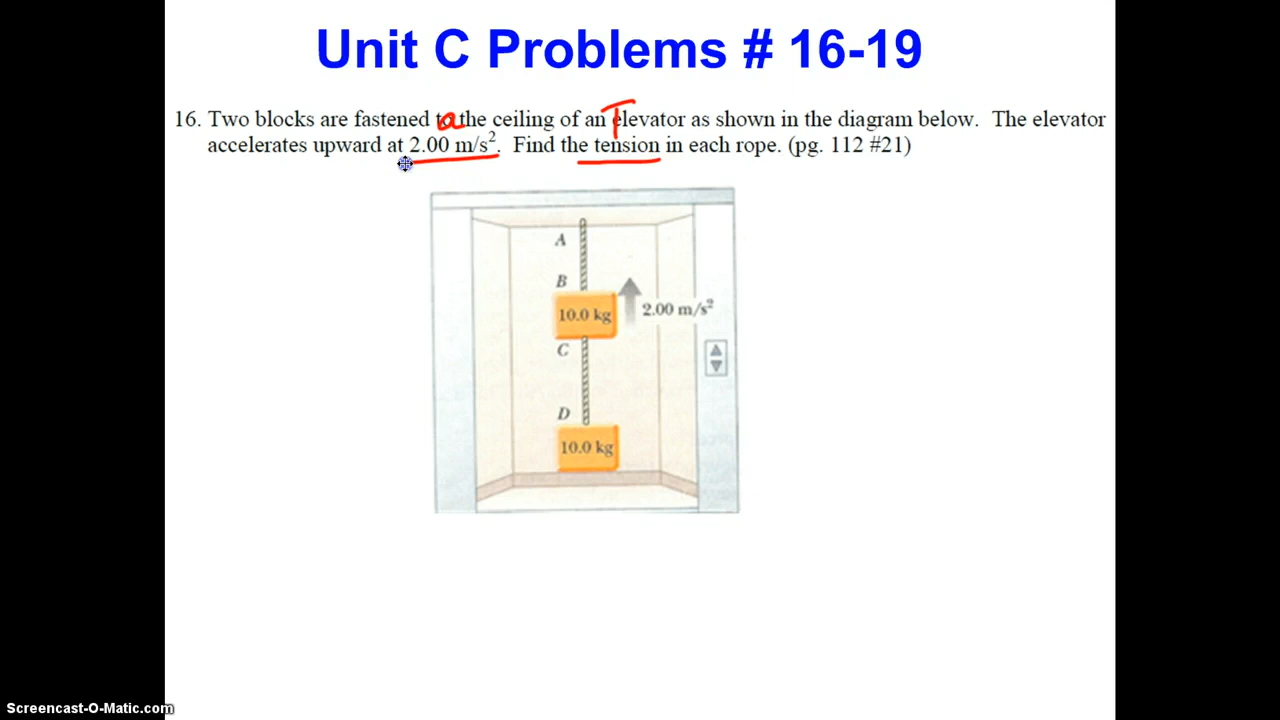 Unit C Problems # 16-19
a T
16. Two blocks are fastened to the ceiling of an elevator as shown in the diagram below. The elevator
accelerates upward at 2.00 m/s². Find the tension in each rope. (pg. 112 #21)
A
B
10.0 kg
2.00 m/s²
C
D
10.0 kg
Screencast-O-Matic.com